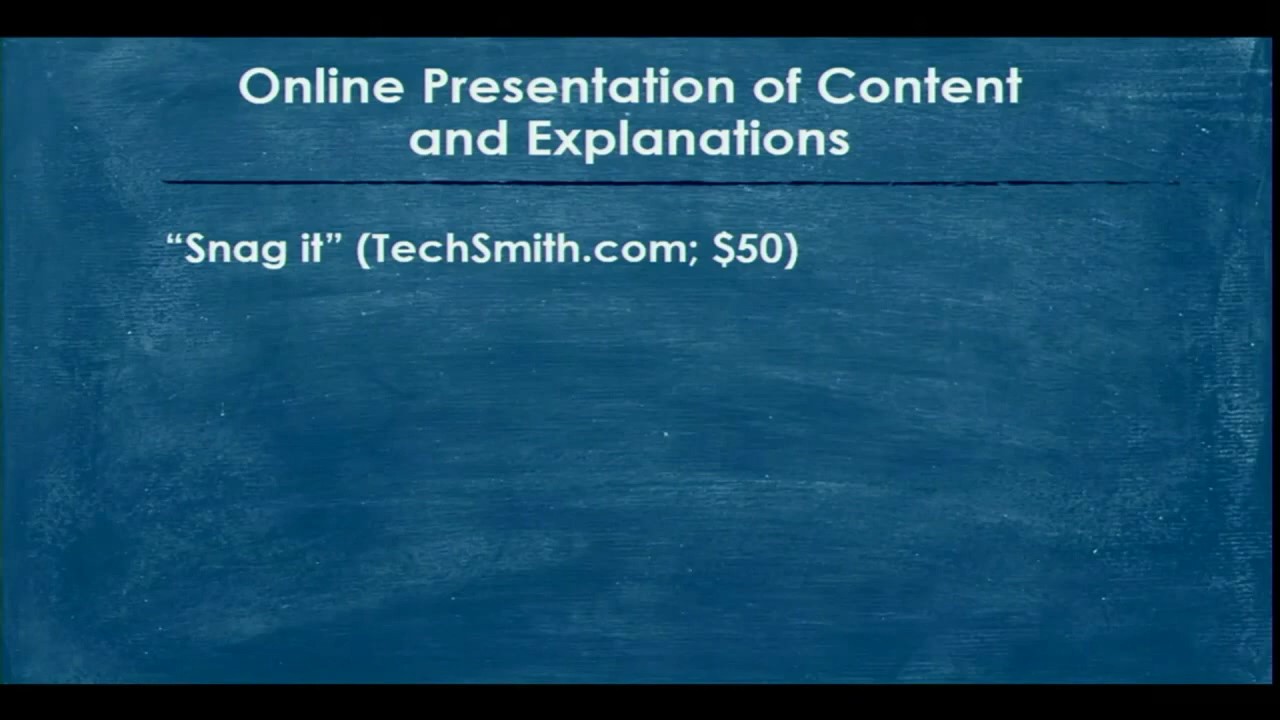 Online Presentation of Content
and Explanations
“Snag it” (TechSmith.com; $50)